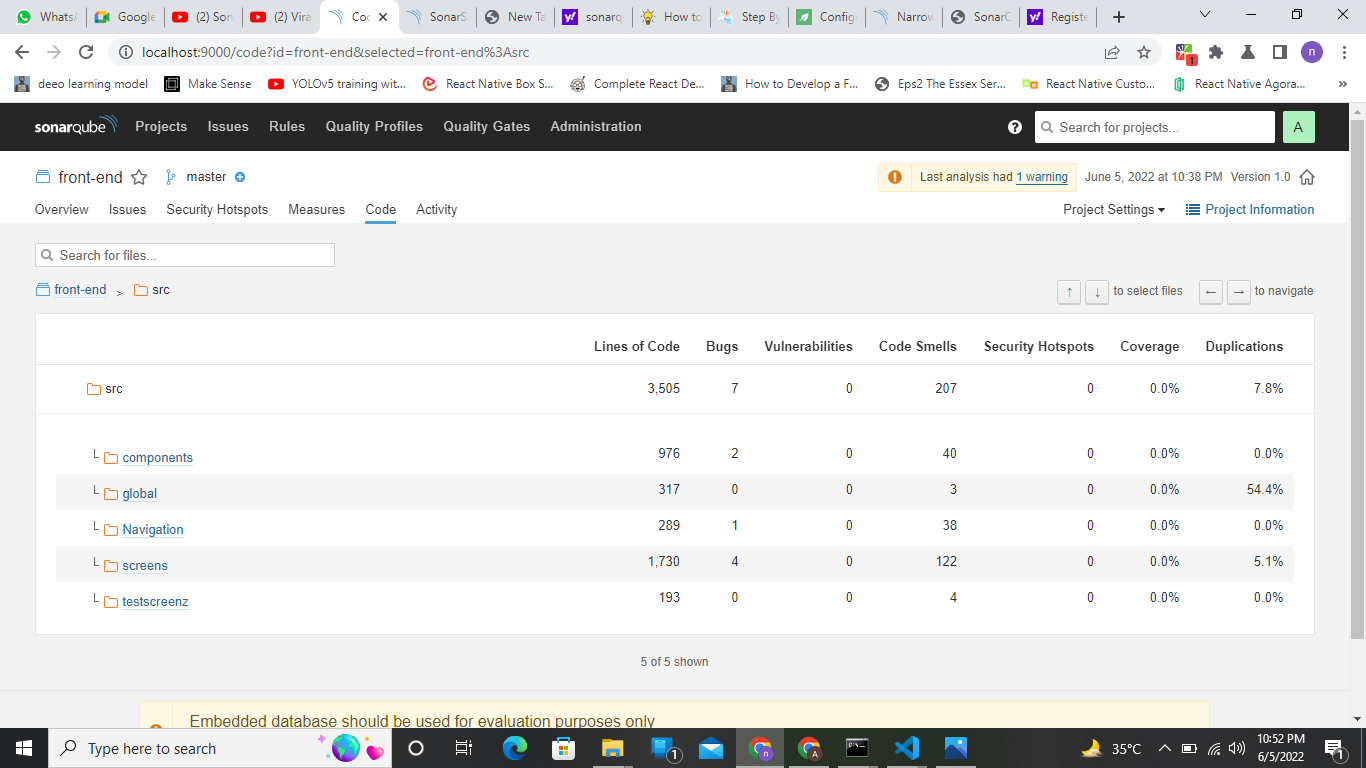 WhatsA Google (2) Son (2) Vira Coc SonarS New Ta sonarq How to Step By Config Narrow SonarC Registe
localhost:9000/code?id=front-end&selected=front-end%3Asrc 1 n
deeo learning model Make Sense YOLOv5 training wit... React Native Box S... Complete React De... How to Develop a F... Eps2 The Essex Ser... React Native Custo... React Native Agora... »
sonarqube Projects Issues Rules Quality Profiles Quality Gates Administration Search for projects... A
front-end master Last analysis had 1 warning June 5, 2022 at 10:38 PM Version 1.0
Overview Issues Security Hotspots Measures Code Activity Project Settings Project Information
Search for files...
front-end > src ↑ ↓ to select files ← → to navigate
Lines of Code Bugs Vulnerabilities Code Smells Security Hotspots Coverage Duplications
src 3,505 7 0 207 0 0.0% 7.8%
components 976 2 0 40 0 0.0% 0.0%
global 317 0 0 3 0 0.0% 54.4%
Navigation 289 1 0 38 0 0.0% 0.0%
screens 1,730 4 0 122 0 0.0% 5.1%
testscreenz 193 0 0 4 0 0.0% 0.0%
5 of 5 shown
Embedded database should be used for evaluation purposes only
Type here to search 1 n A 35°C 10:52 PM
6/5/2022 1